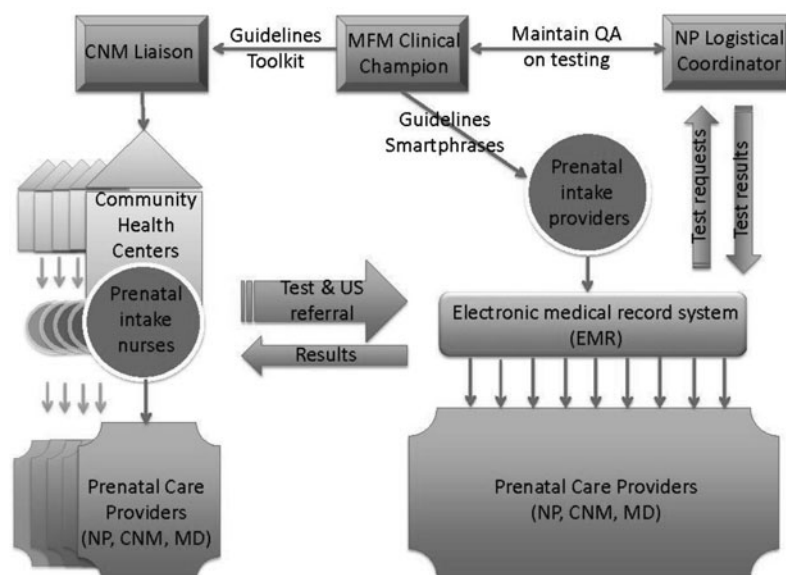 CNM Liaison
Guidelines
Toolkit
MFM Clinical
Champion
Maintain QA
on testing
NP Logistical
Coordinator
Guidelines
Smartphrases
Community
Health
Centers
Prenatal
intake
nurses
Prenatal
intake
providers
Test requests
Test results
Test & US
referral
Results
Electronic medical record system
(EMR)
Prenatal Care
Providers
(NP, CNM, MD)
Prenatal Care Providers
(NP, CNM, MD)